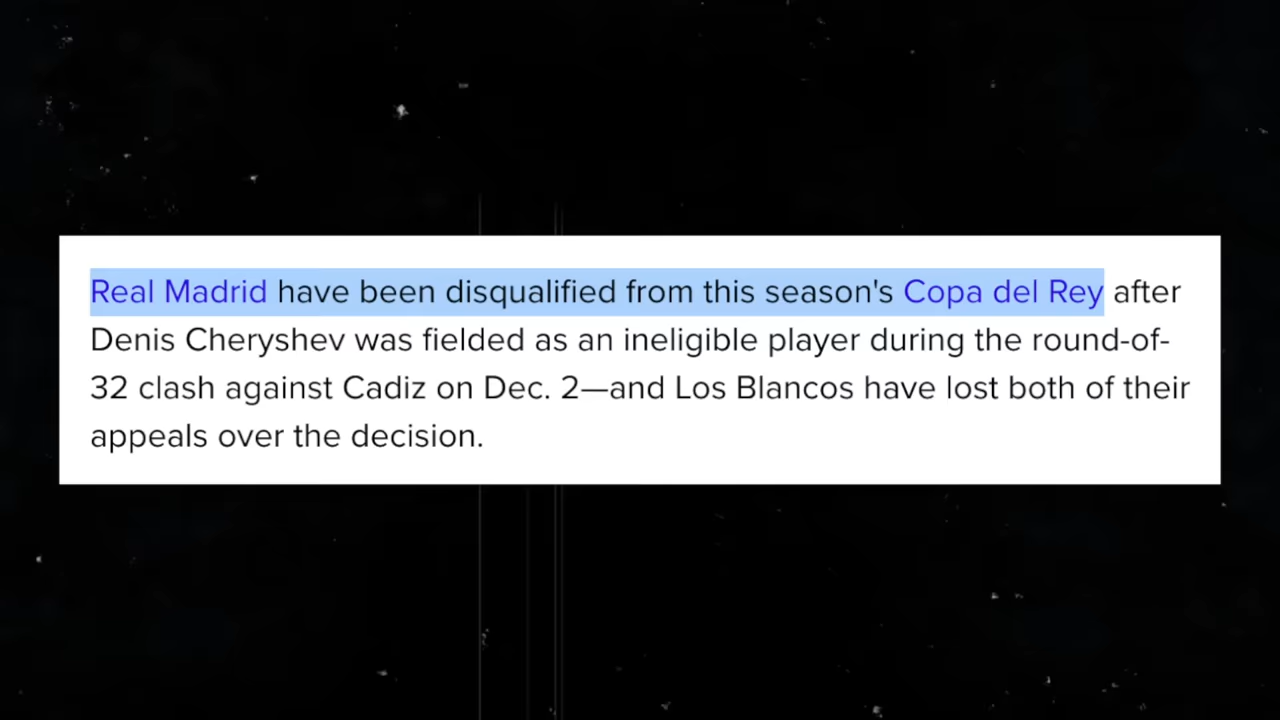 Real Madrid have been disqualified from this season's Copa del Rey after
Denis Cheryshev was fielded as an ineligible player during the round-of-
32 clash against Cadiz on Dec. 2—and Los Blancos have lost both of their
appeals over the decision.